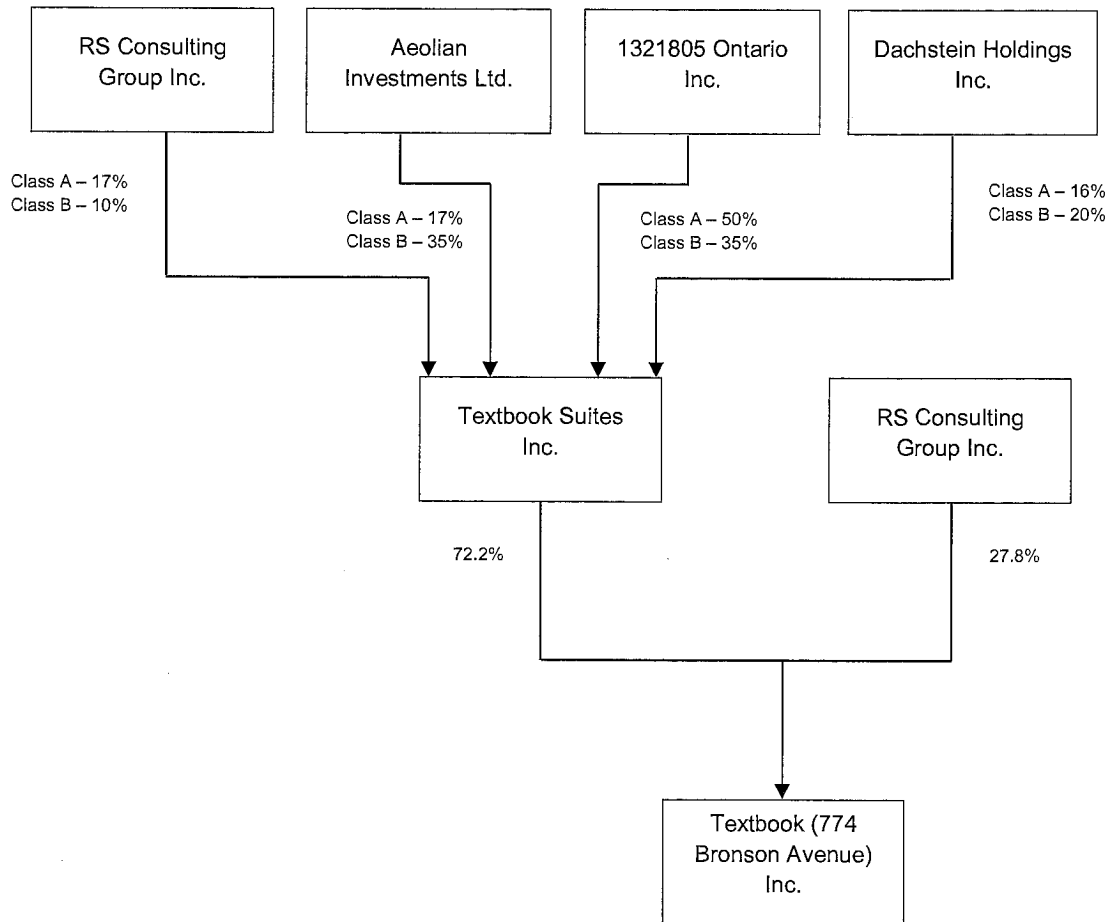 RS Consulting
Group Inc.
Aeolian
Investments Ltd.
1321805 Ontario
Inc.
Dachstein Holdings
Inc.
Class A – 17%
Class B – 10%
Class A – 17%
Class B – 35%
Class A – 50%
Class B – 35%
Class A – 16%
Class B – 20%
Textbook Suites
Inc.
RS Consulting
Group Inc.
72.2%
27.8%
Textbook (774
Bronson Avenue)
Inc.